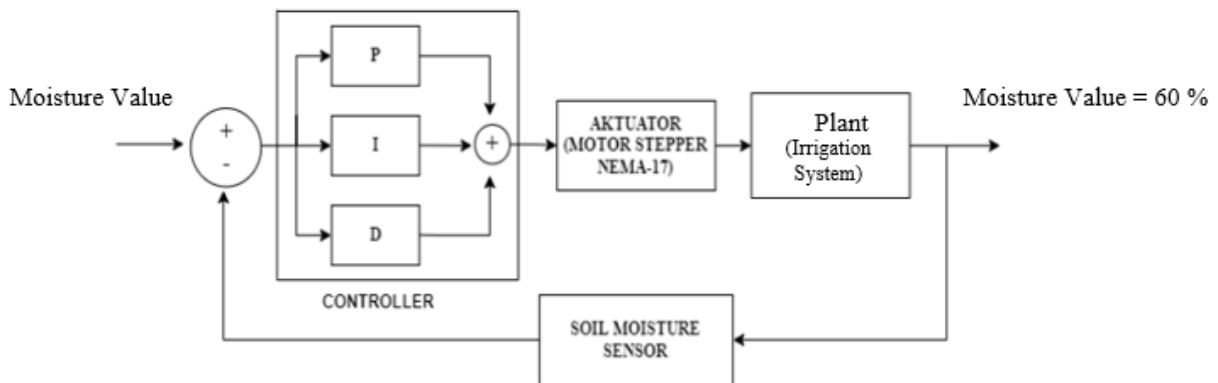 Moisture Value
+
-
P
I
D
+
CONTROLLER
AKTUATOR
(MOTOR STEPPER
NEMA-17)
Plant
(Irrigation
System)
Moisture Value = 60 %
SOIL MOISTURE
SENSOR